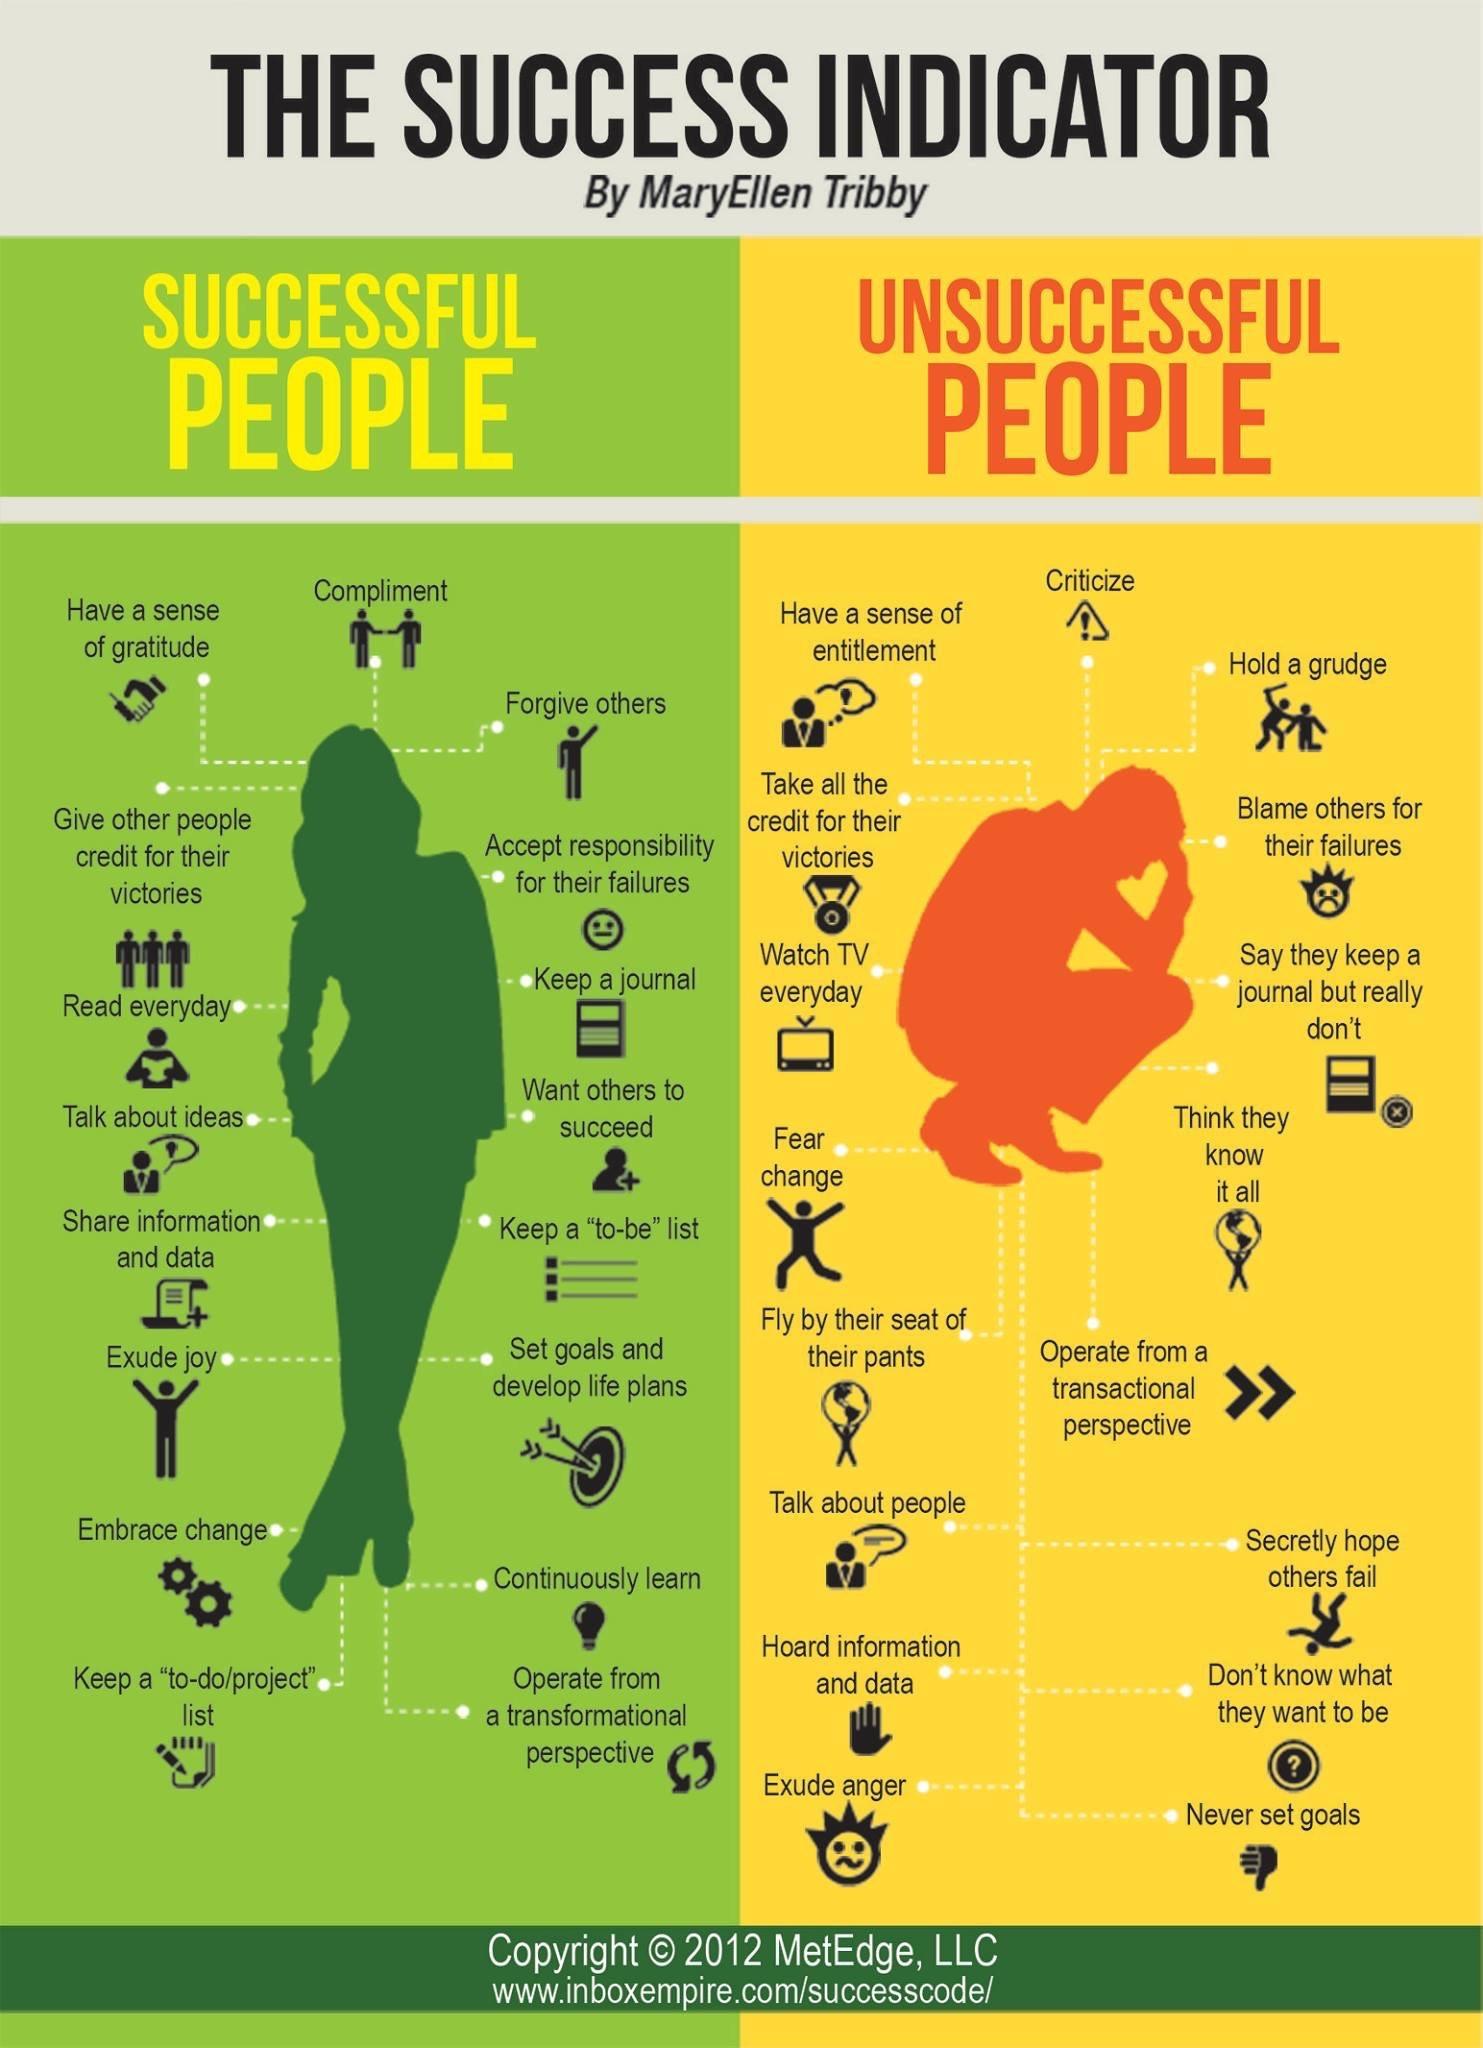 THE SUCCESS INDICATOR
By MaryEllen Tribby
SUCCESSFUL
PEOPLE
UNSUCCESSFUL
PEOPLE
Compliment
Have a sense
of gratitude
Forgive others
Give other people
credit for their
victories
Accept responsibility
for their failures
Keep a journal
Read everyday
Want others to
succeed
Talk about ideas
Share information
and data
Keep a “to-be” list
Exude joy
Set goals and
develop life plans
Embrace change
Continuously learn
Keep a “to-do/project”
list
Operate from
a transformational
perspective
Criticize
Have a sense of
entitlement
Hold a grudge
Take all the
credit for their
victories
Blame others for
their failures
Watch TV
everyday
Say they keep a
journal but really
don’t
Fear
change
Think they
know
it all
Fly by their seat of
their pants
Operate from a
transactional
perspective
Talk about people
Secretly hope
others fail
Hoard information
and data
Don’t know what
they want to be
Exude anger
Never set goals
Copyright © 2012 MetEdge, LLC
www.inboxempire.com/successcode/